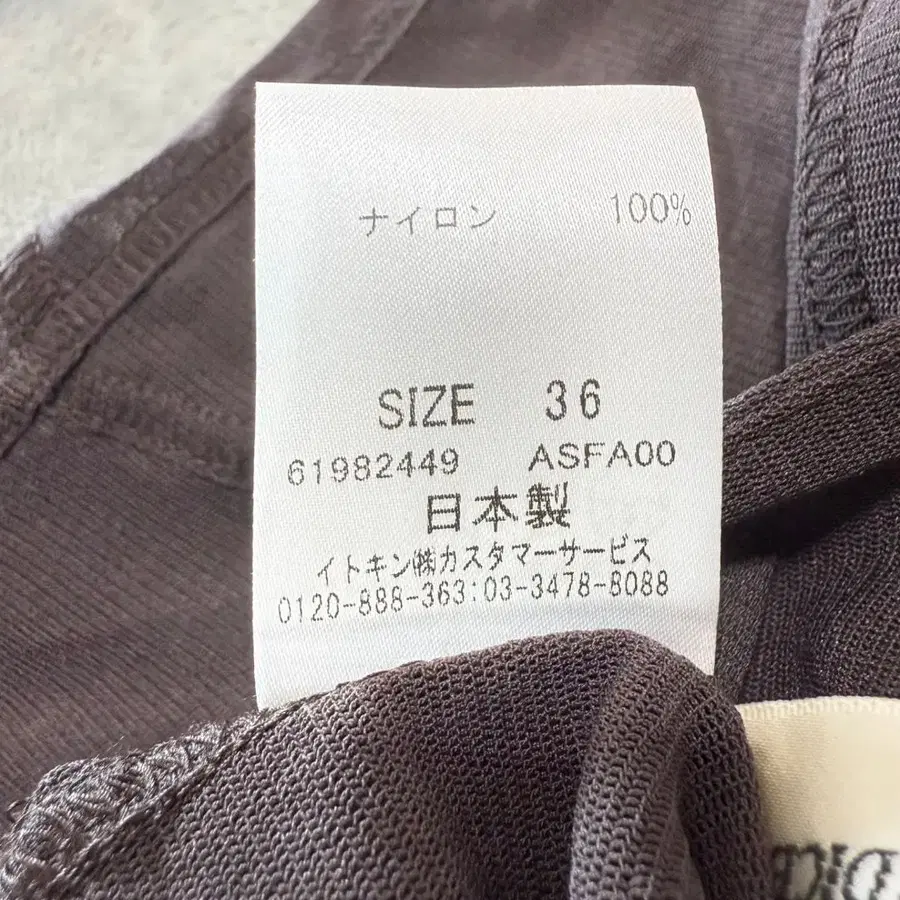 ナイロン 100%
SIZE 36
61982449 ASFA00
日本製
イトキン㈱カスタマーサービス
0120-888-363:03-3478-8088